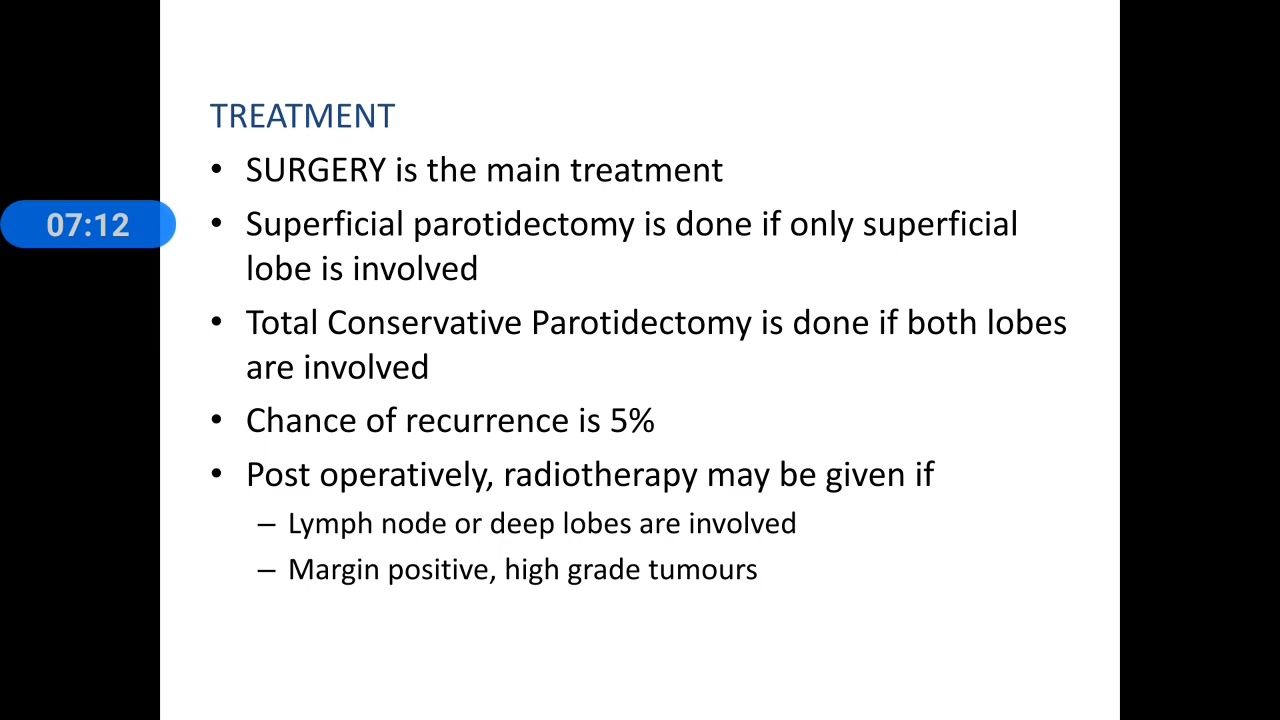 TREATMENT
• SURGERY is the main treatment
07:12
• Superficial parotidectomy is done if only superficial
lobe is involved
• Total Conservative Parotidectomy is done if both lobes
are involved
• Chance of recurrence is 5%
• Post operatively, radiotherapy may be given if
– Lymph node or deep lobes are involved
– Margin positive, high grade tumours